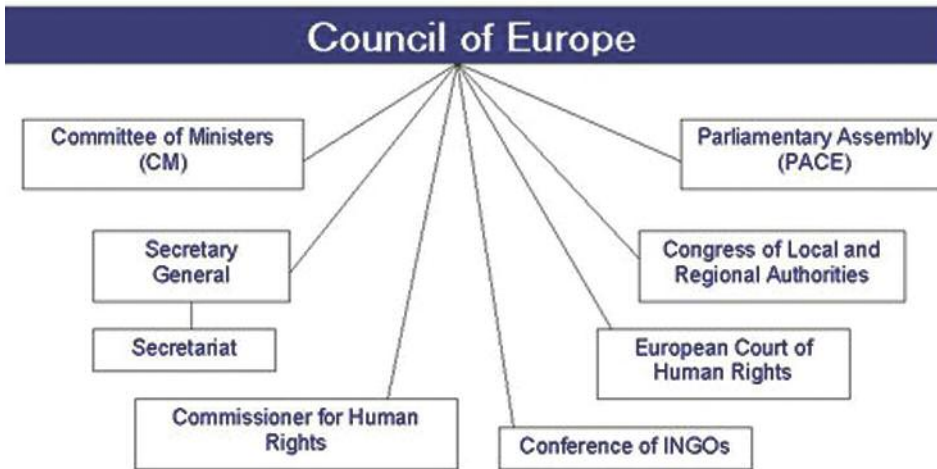 Council of Europe
Committee of Ministers
(CM)
Parliamentary Assembly
(PACE)
Secretary
General
Congress of Local and
Regional Authorities
Secretariat
European Court of
Human Rights
Commissioner for Human
Rights
Conference of INGOs